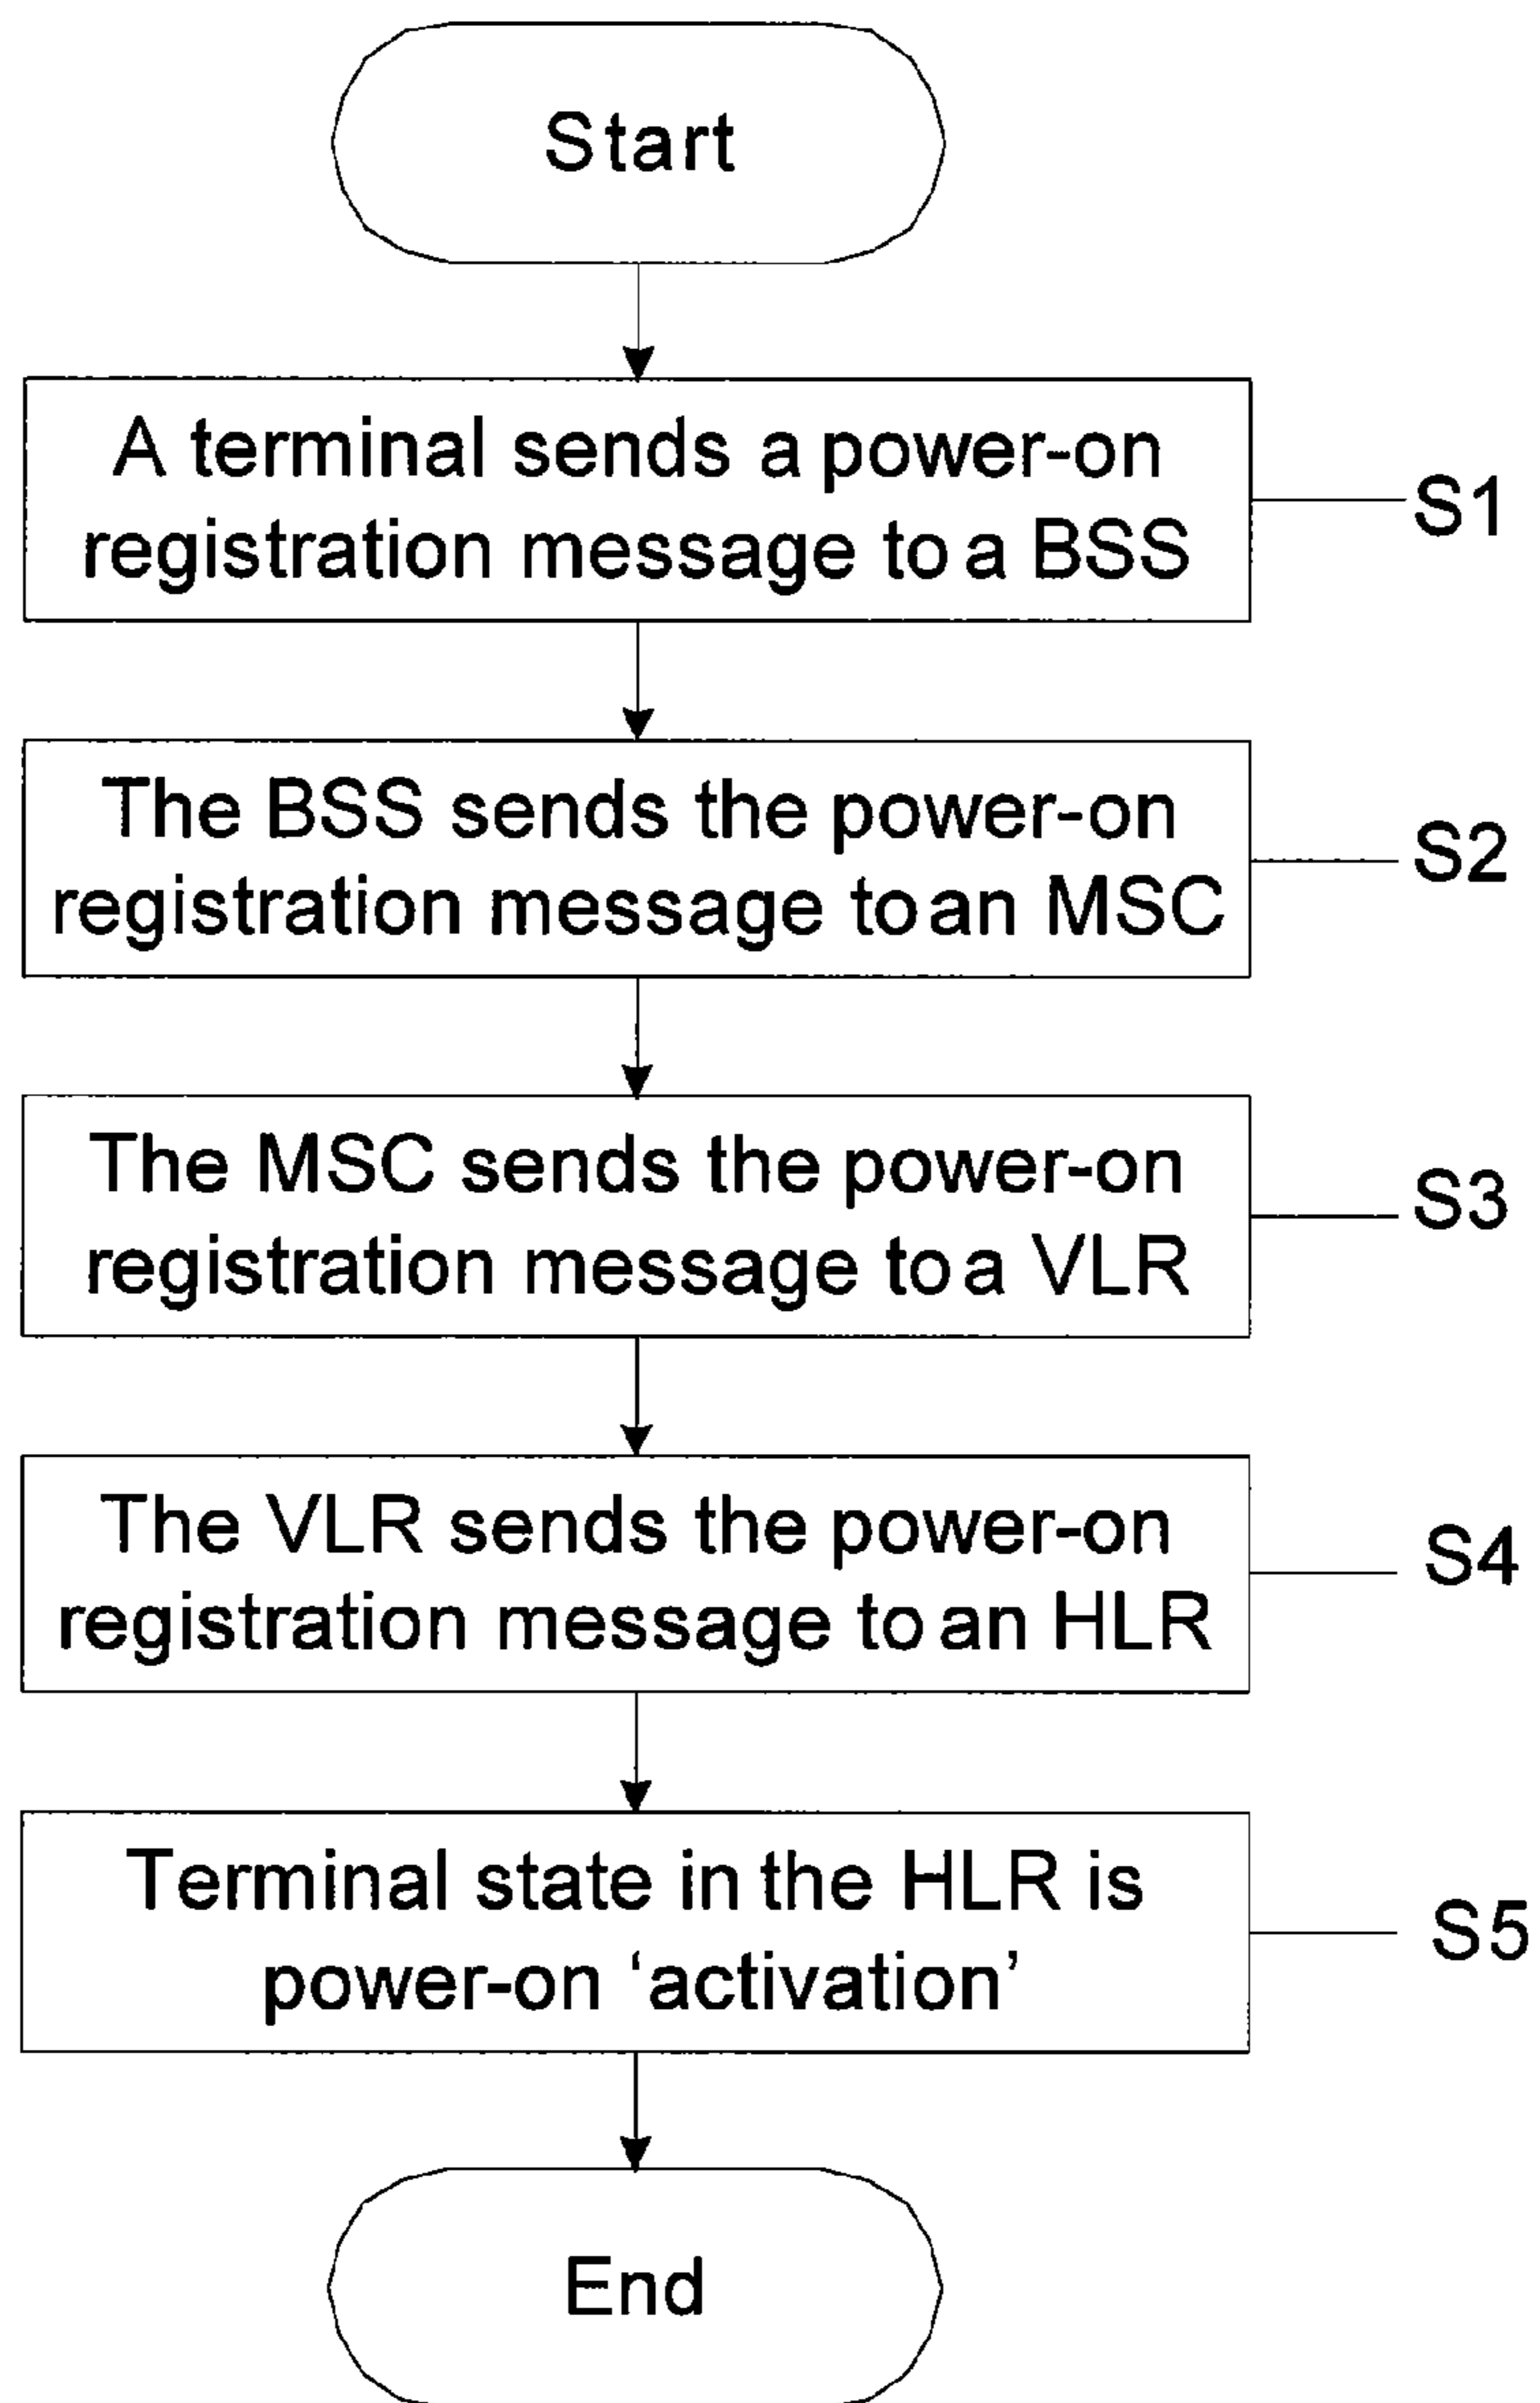 Start
A terminal sends a power-on
registration message to a BSS
S1
The BSS sends the power-on
registration message to an MSC
S2
The MSC sends the power-on
registration message to a VLR
S3
The VLR sends the power-on
registration message to an HLR
S4
Terminal state in the HLR is
power-on ‘activation’
S5
End